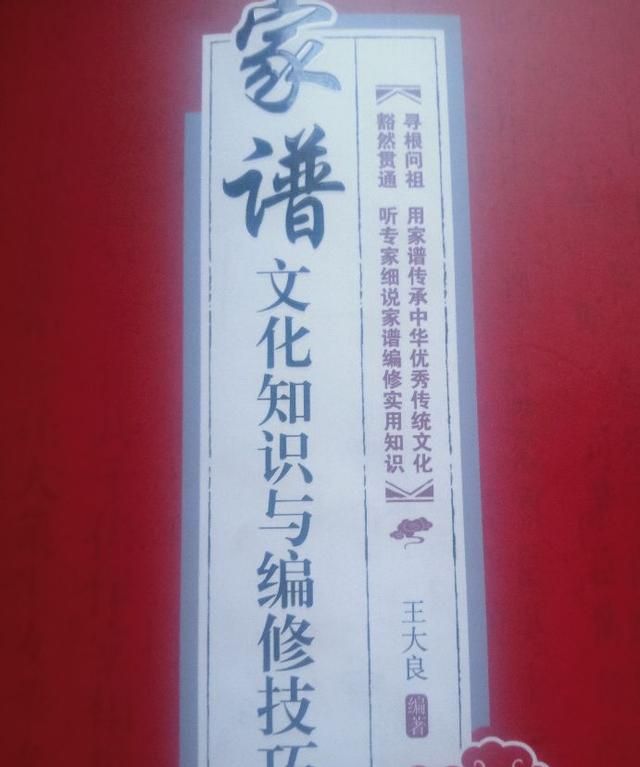 家谱
文化知识与编修技巧
寻根问祖 用家谱传承中华优秀传统文化
豁然贯通 听专家细说家谱编修实用知识
王大良
编著